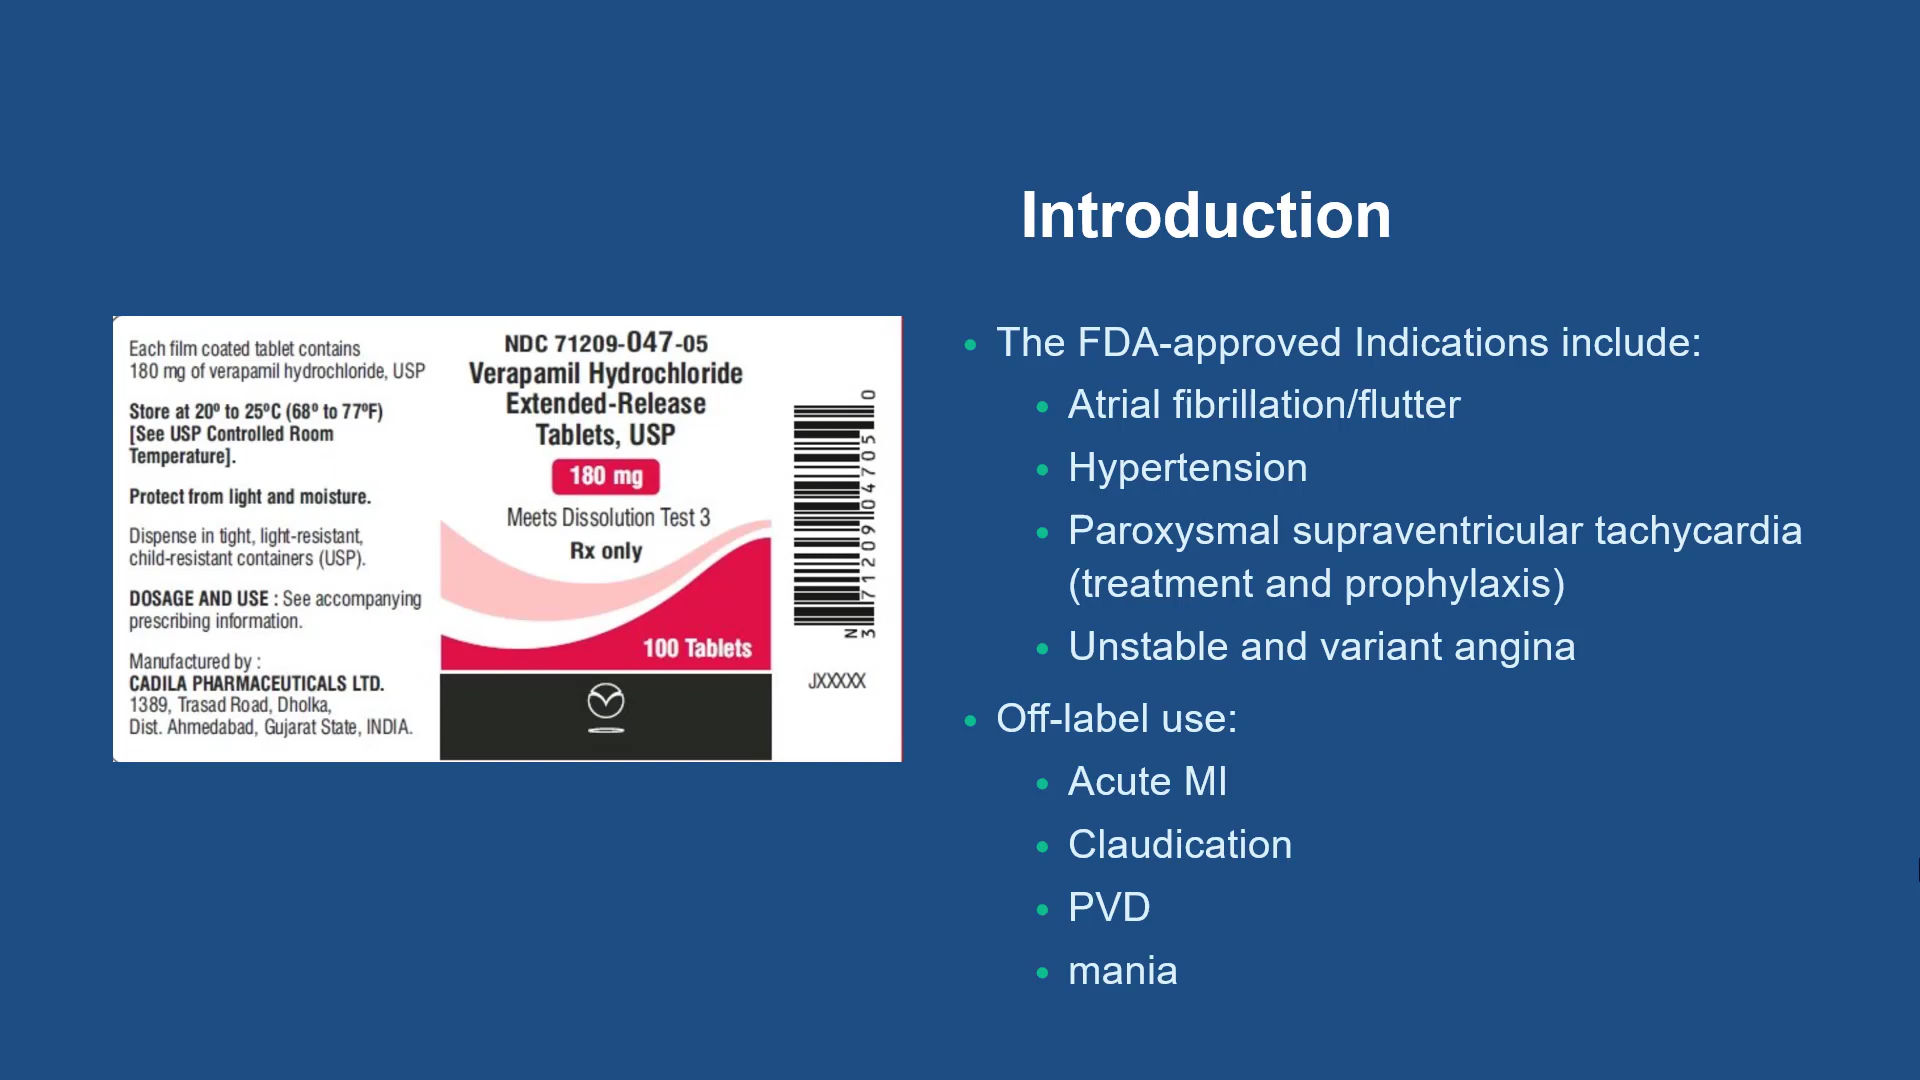 Introduction
Each film coated tablet contains
180 mg of verapamil hydrochloride, USP
Store at 20º to 25ºC (68º to 77ºF)
[See USP Controlled Room
Temperature].
Protect from light and moisture.
Dispense in tight, light-resistant,
child-resistant containers (USP).
DOSAGE AND USE : See accompanying
prescribing information.
Manufactured by :
CADILA PHARMACEUTICALS LTD.
1389, Trasad Road, Dholka,
Dist. Ahmedabad, Gujarat State, INDIA.
NDC 71209-047-05
Verapamil Hydrochloride
Extended-Release
Tablets, USP
180 mg
Meets Dissolution Test 3
Rx only
100 Tablets
N
3 71209 04705 0
JXXXXX
The FDA-approved Indications include:
Atrial fibrillation/flutter
Hypertension
Paroxysmal supraventricular tachycardia
(treatment and prophylaxis)
Unstable and variant angina
Off-label use:
Acute MI
Claudication
PVD
mania